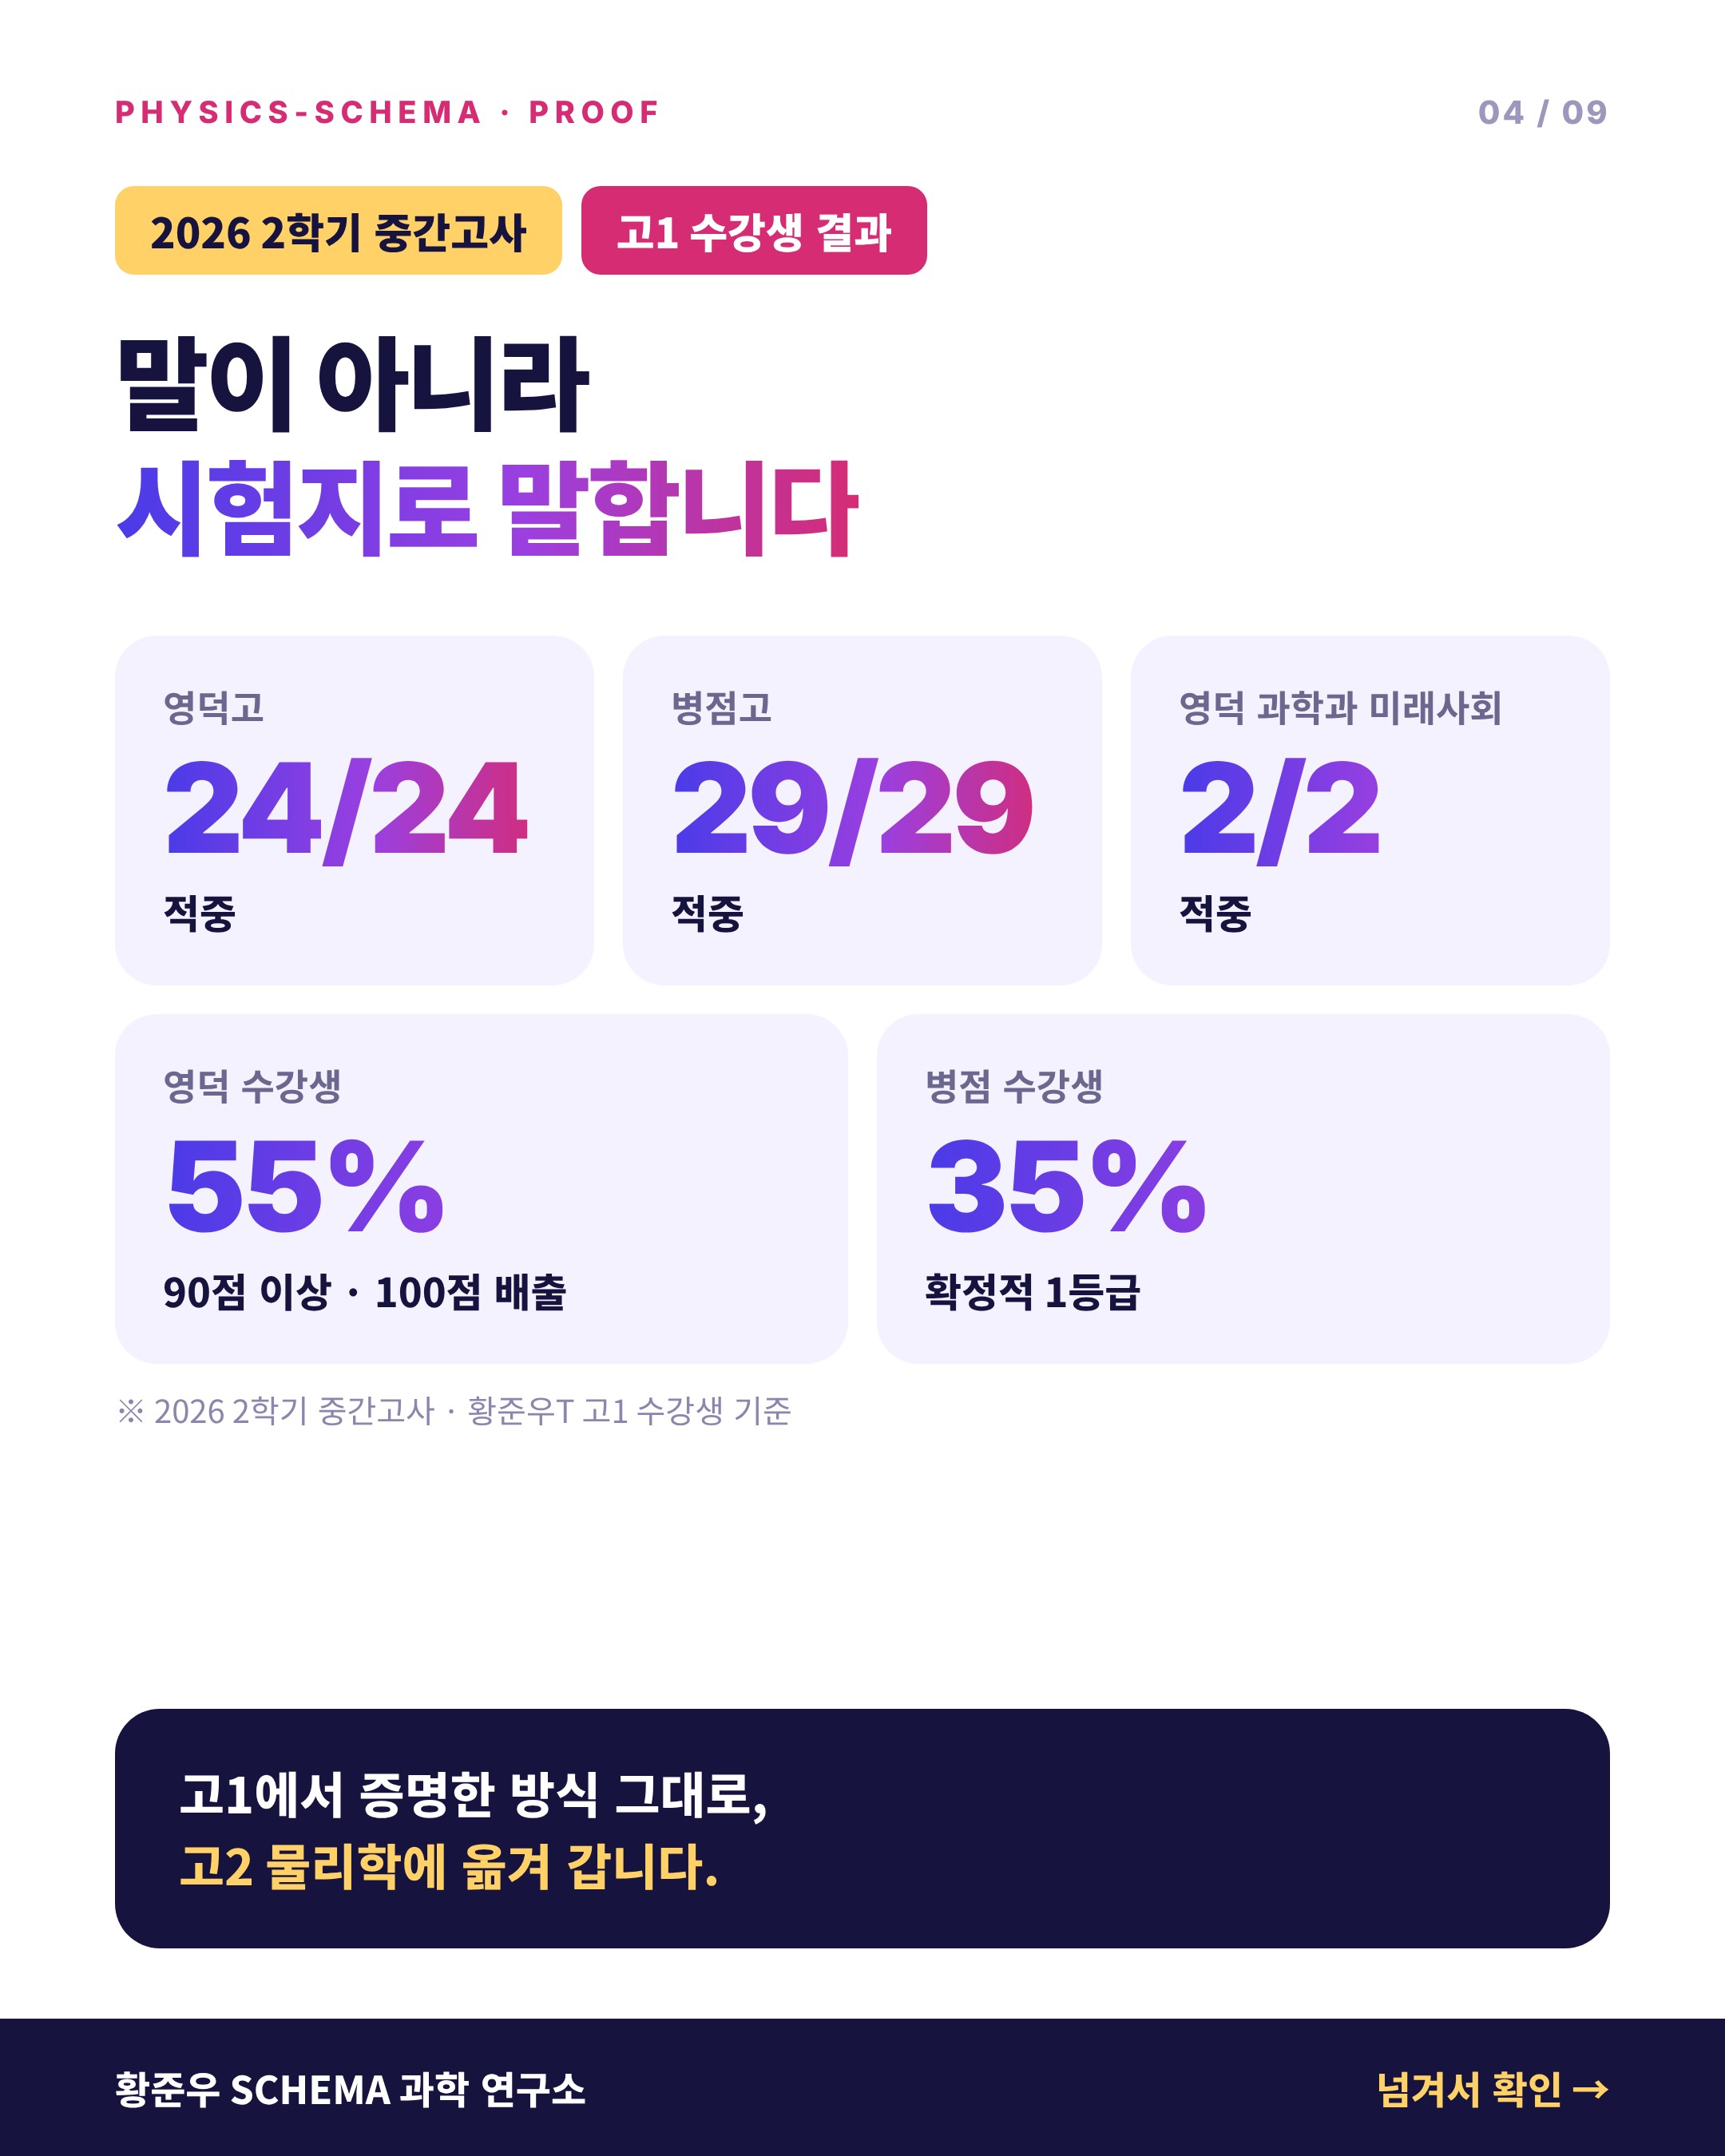 PHYSICS-SCHEMA · PROOF
04 / 09
2026 2학기 중간고사
고1 수강생 결과
말이 아니라
시험지로 말합니다
영덕고
24/24
적중
병점고
29/29
적중
영덕 과학과 미래사회
2/2
적중
영덕 수강생
55%
90점 이상 · 100점 배출
병점 수강생
35%
확정적 1등급
※ 2026 2학기 중간고사 · 황준우T 고1 수강생 기준
고1에서 증명한 방식 그대로,
고2 물리학에 옮겨 갑니다.
황준우 SCHEMA 과학 연구소
넘겨서 확인 →